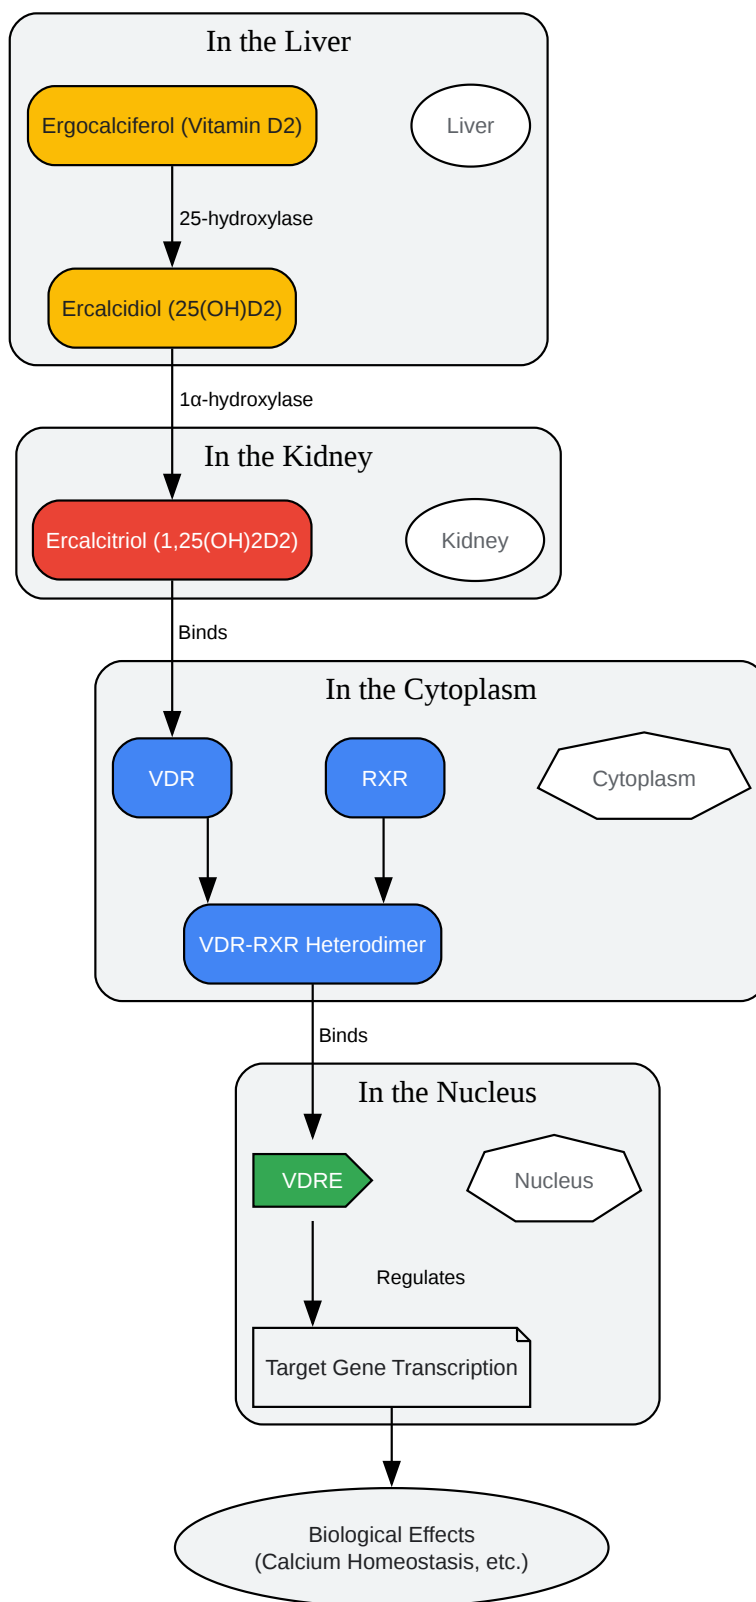 In the Liver
Ergocalciferol (Vitamin D2)
Liver
25-hydroxylase
Ercalcidiol (25(OH)D2)
1α-hydroxylase
In the Kidney
Ercalcitriol (1,25(OH)2D2)
Kidney
Binds
In the Cytoplasm
VDR
RXR
Cytoplasm
VDR-RXR Heterodimer
Binds
In the Nucleus
VDRE
Nucleus
Regulates
Target Gene Transcription
Biological Effects
(Calcium Homeostasis, etc.)